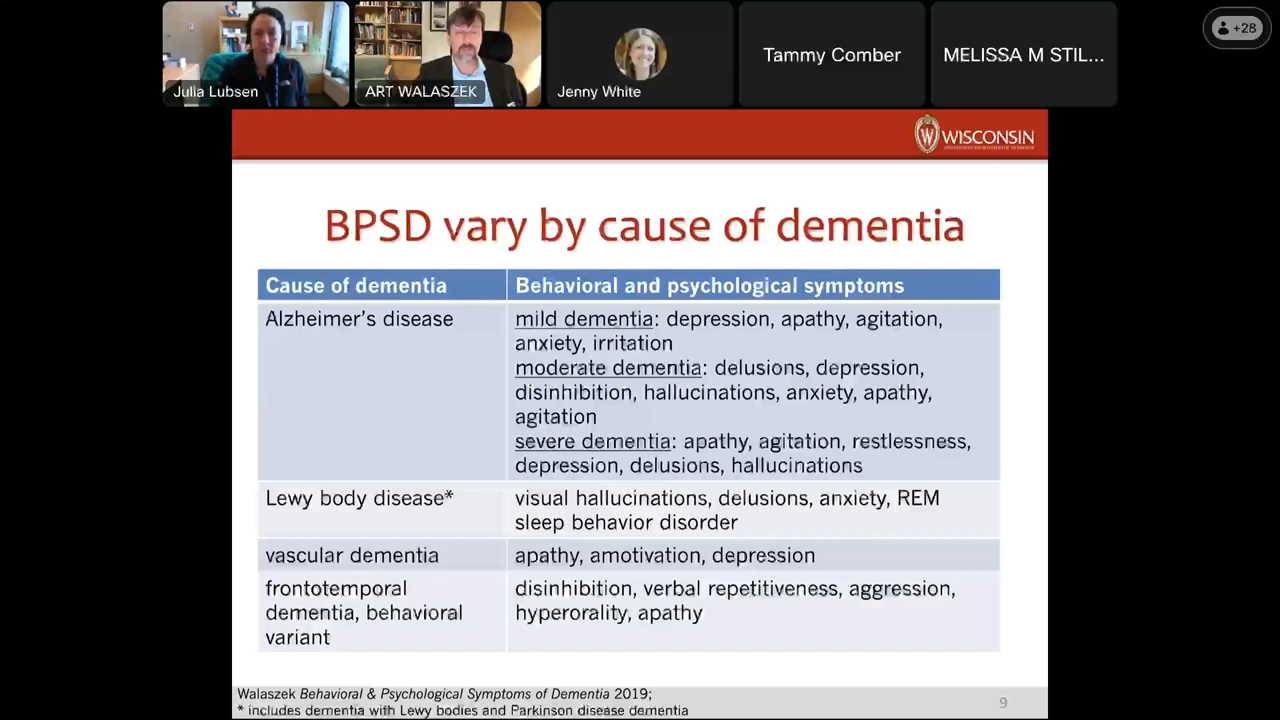 +28
Julia Lubsen
ART WALASZEK
Jenny White
Tammy Comber
MELISSA M STIL...
WISCONSIN
BPSD vary by cause of dementia
Cause of dementia
Behavioral and psychological symptoms
Alzheimer's disease
mild dementia: depression, apathy, agitation,
anxiety, irritation
moderate dementia: delusions, depression,
disinhibition, hallucinations, anxiety, apathy,
agitation
severe dementia: apathy, agitation, restlessness,
depression, delusions, hallucinations
Lewy body disease*
visual hallucinations, delusions, anxiety, REM
sleep behavior disorder
vascular dementia
apathy, amotivation, depression
frontotemporal
dementia, behavioral
variant
disinhibition, verbal repetitiveness, aggression,
hyperorality, apathy
Walaszek Behavioral & Psychological Symptoms of Dementia 2019;
* includes dementia with Lewy bodies and Parkinson disease dementia
9